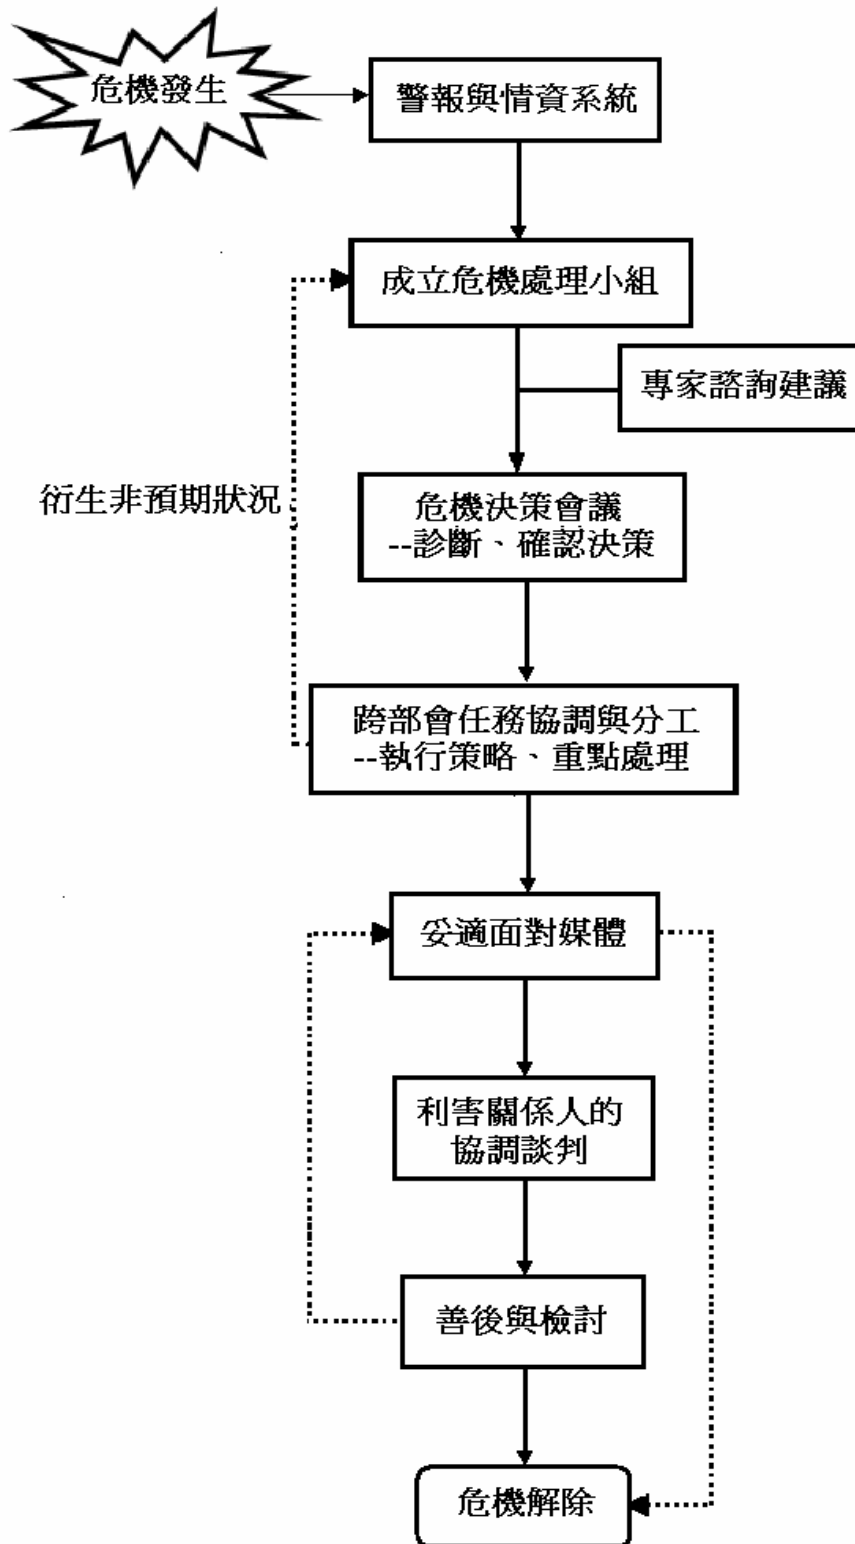 危機發生
警報與情資系統
成立危機處理小組
專家諮詢建議
衍生非預期狀況
危機決策會議
--診斷、確認決策
跨部會任務協調與分工
--執行策略、重點處理
妥適面對媒體
利害關係人的
協調談判
善後與檢討
危機解除